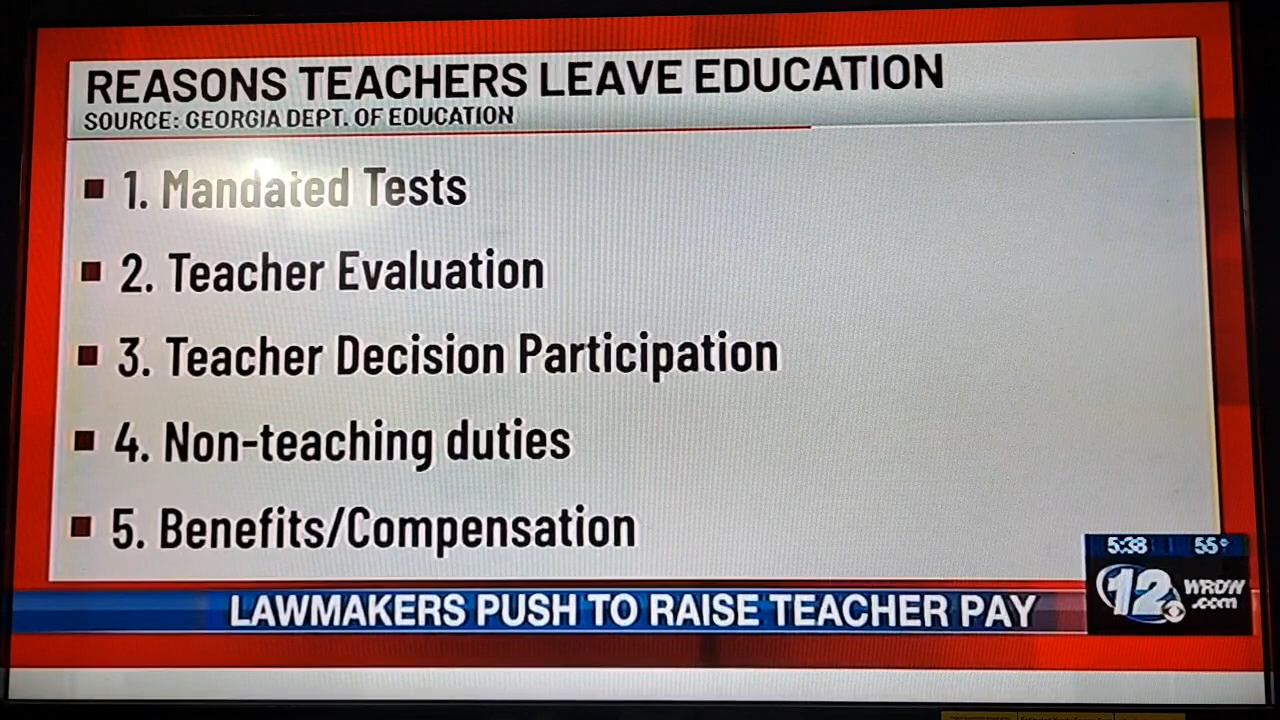 REASONS TEACHERS LEAVE EDUCATION
SOURCE: GEORGIA DEPT. OF EDUCATION
1. Mandated Tests
2. Teacher Evaluation
3. Teacher Decision Participation
4. Non-teaching duties
5. Benefits/Compensation
5:38 55°
12 WRDW
.com
LAWMAKERS PUSH TO RAISE TEACHER PAY